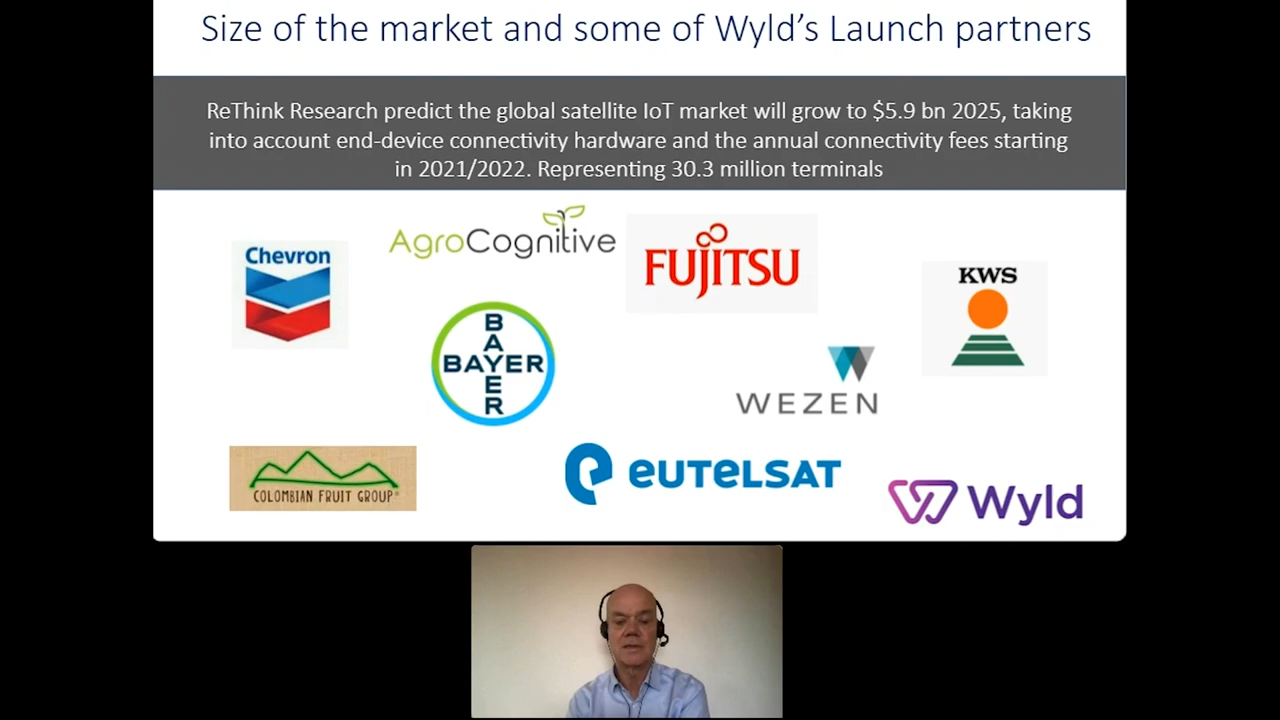 Size of the market and some of Wyld's Launch partners
ReThink Research predict the global satellite IoT market will grow to $5.9 bn 2025, taking
into account end-device connectivity hardware and the annual connectivity fees starting
in 2021/2022. Representing 30.3 million terminals
Chevron
AgroCognitive
FUJITSU
KWS
BAYER
BAYER
WEZEN
COLOMBIAN FRUIT GROUP®
eutelsat
Wyld